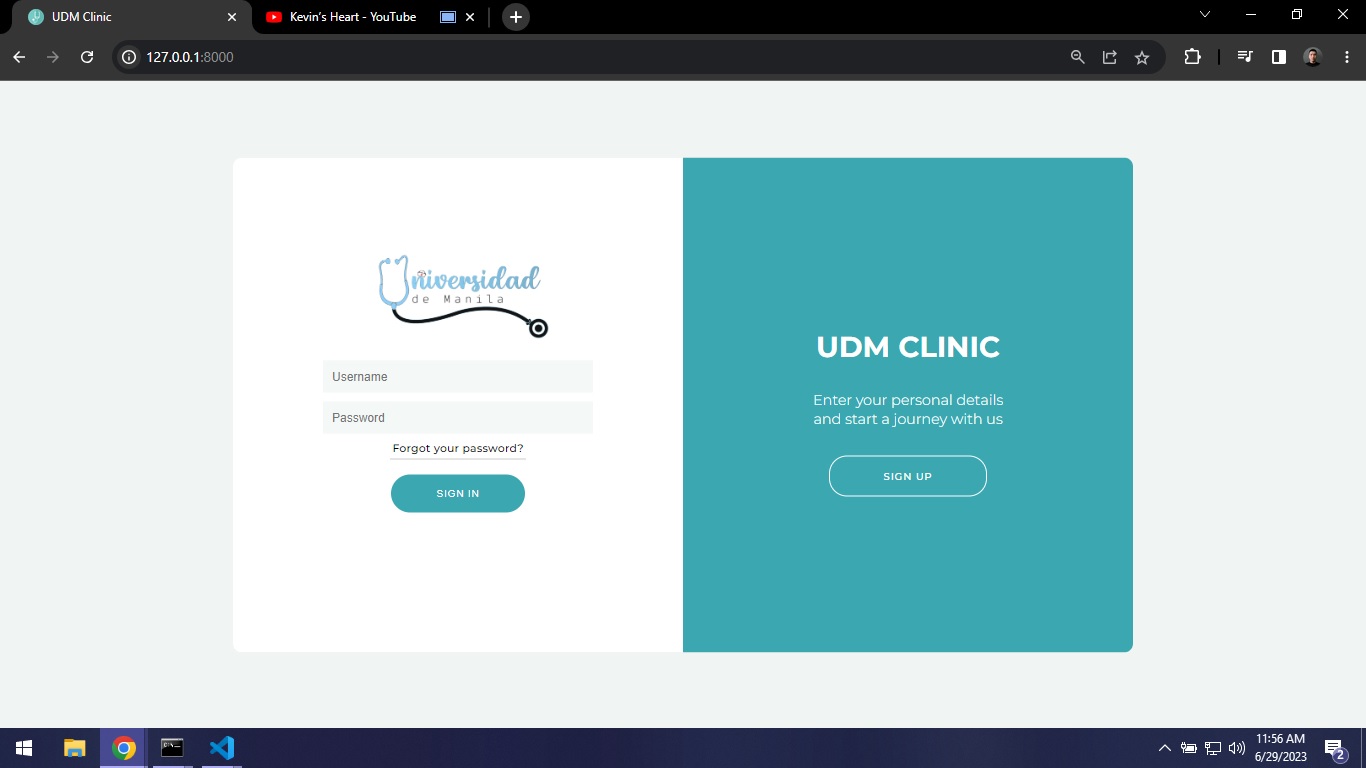 UDM Clinic
Kevin's Heart - YouTube
127.0.0.1:8000
Universidad
de Manila
Username
Password
Forgot your password?
SIGN IN
UDM CLINIC
Enter your personal details
and start a journey with us
SIGN UP
11:56 AM
6/29/2023
2